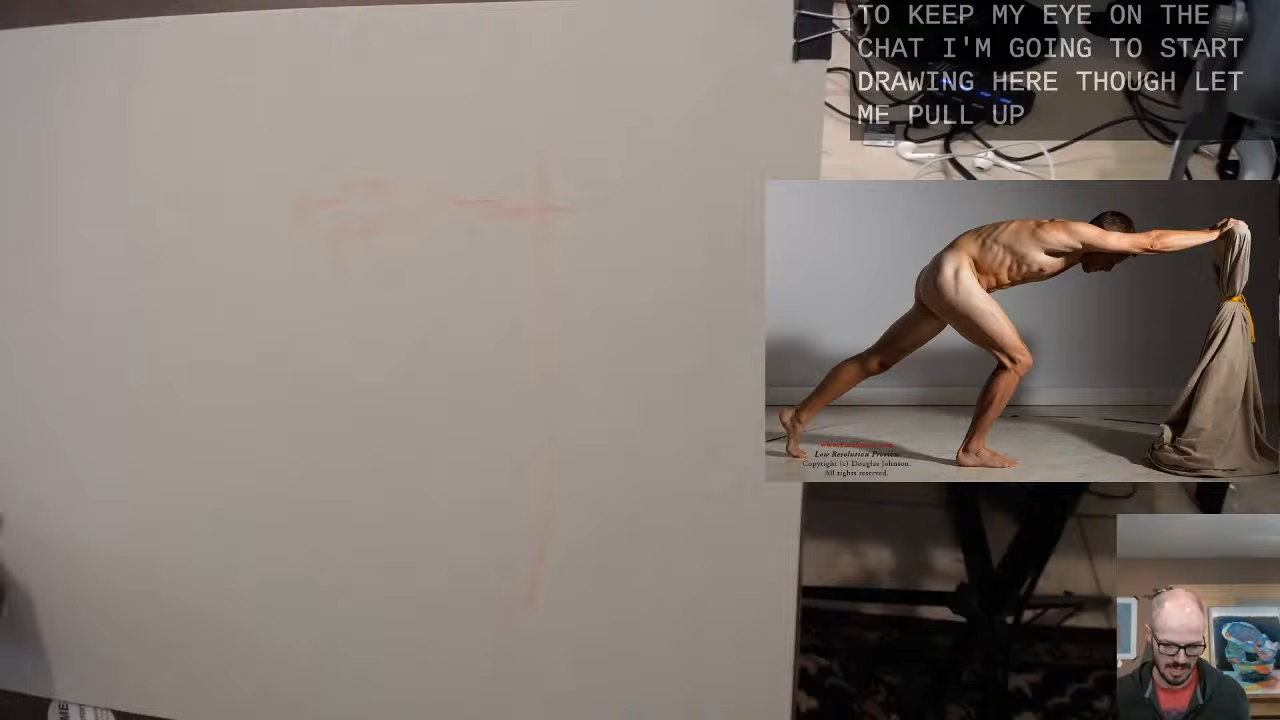 TO KEEP MY EYE ON THE
CHAT I'M GOING TO START
DRAWING HERE THOUGH LET
ME PULL UP
Low Resolution Preview
Copyright (c) Douglas Johnson.
All rights reserved.